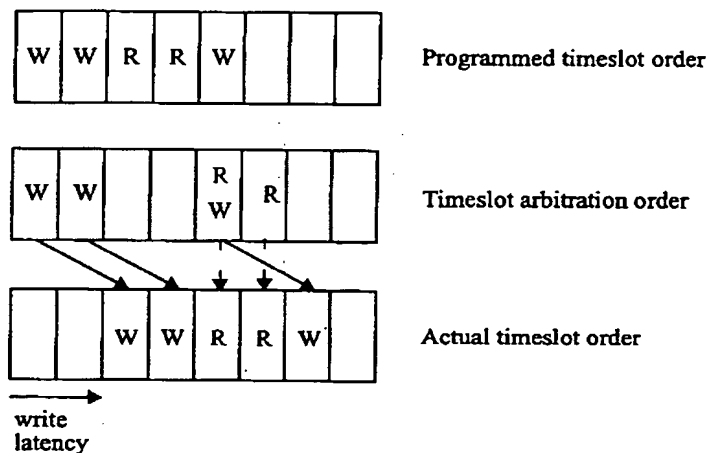 W W R R W
Programmed timeslot order
W W R R
W
Timeslot arbitration order
W W R R W
Actual timeslot order
write
latency